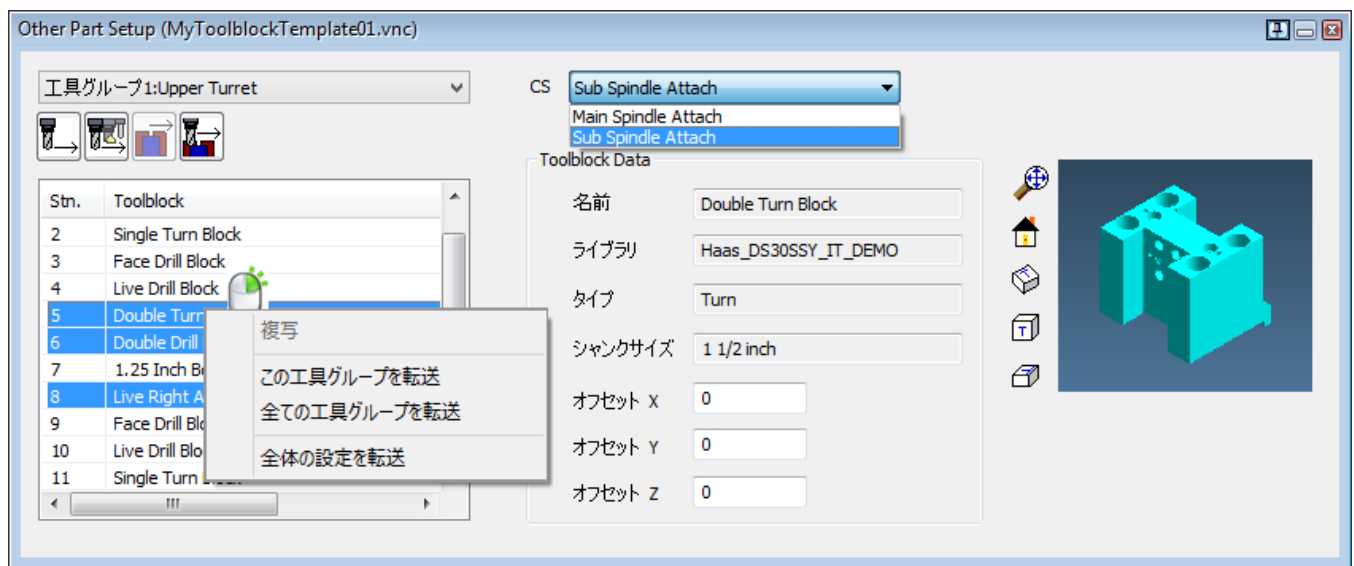 Other Part Setup (MyToolblockTemplate01.vnc)
工具グループ1:Upper Turret
CS
Sub Spindle Attach
Main Spindle Attach
Sub Spindle Attach
Stn.
Toolblock
2 Single Turn Block
3 Face Drill Block
4 Live Drill Block
5 Double Turn
6 Double Drill
7 1.25 Inch
8 Live Right A
9 Face Drill
10 Live Drill Blo
11 Single Turn
複写
この工具グループを転送
全ての工具グループを転送
全体の設定を転送
Toolblock Data
名前 Double Turn Block
ライブラリ Haas_DS30SSY_IT_DEMO
タイプ Turn
シャンクサイズ 1 1/2 inch
オフセット X 0
オフセット Y 0
オフセット Z 0
T